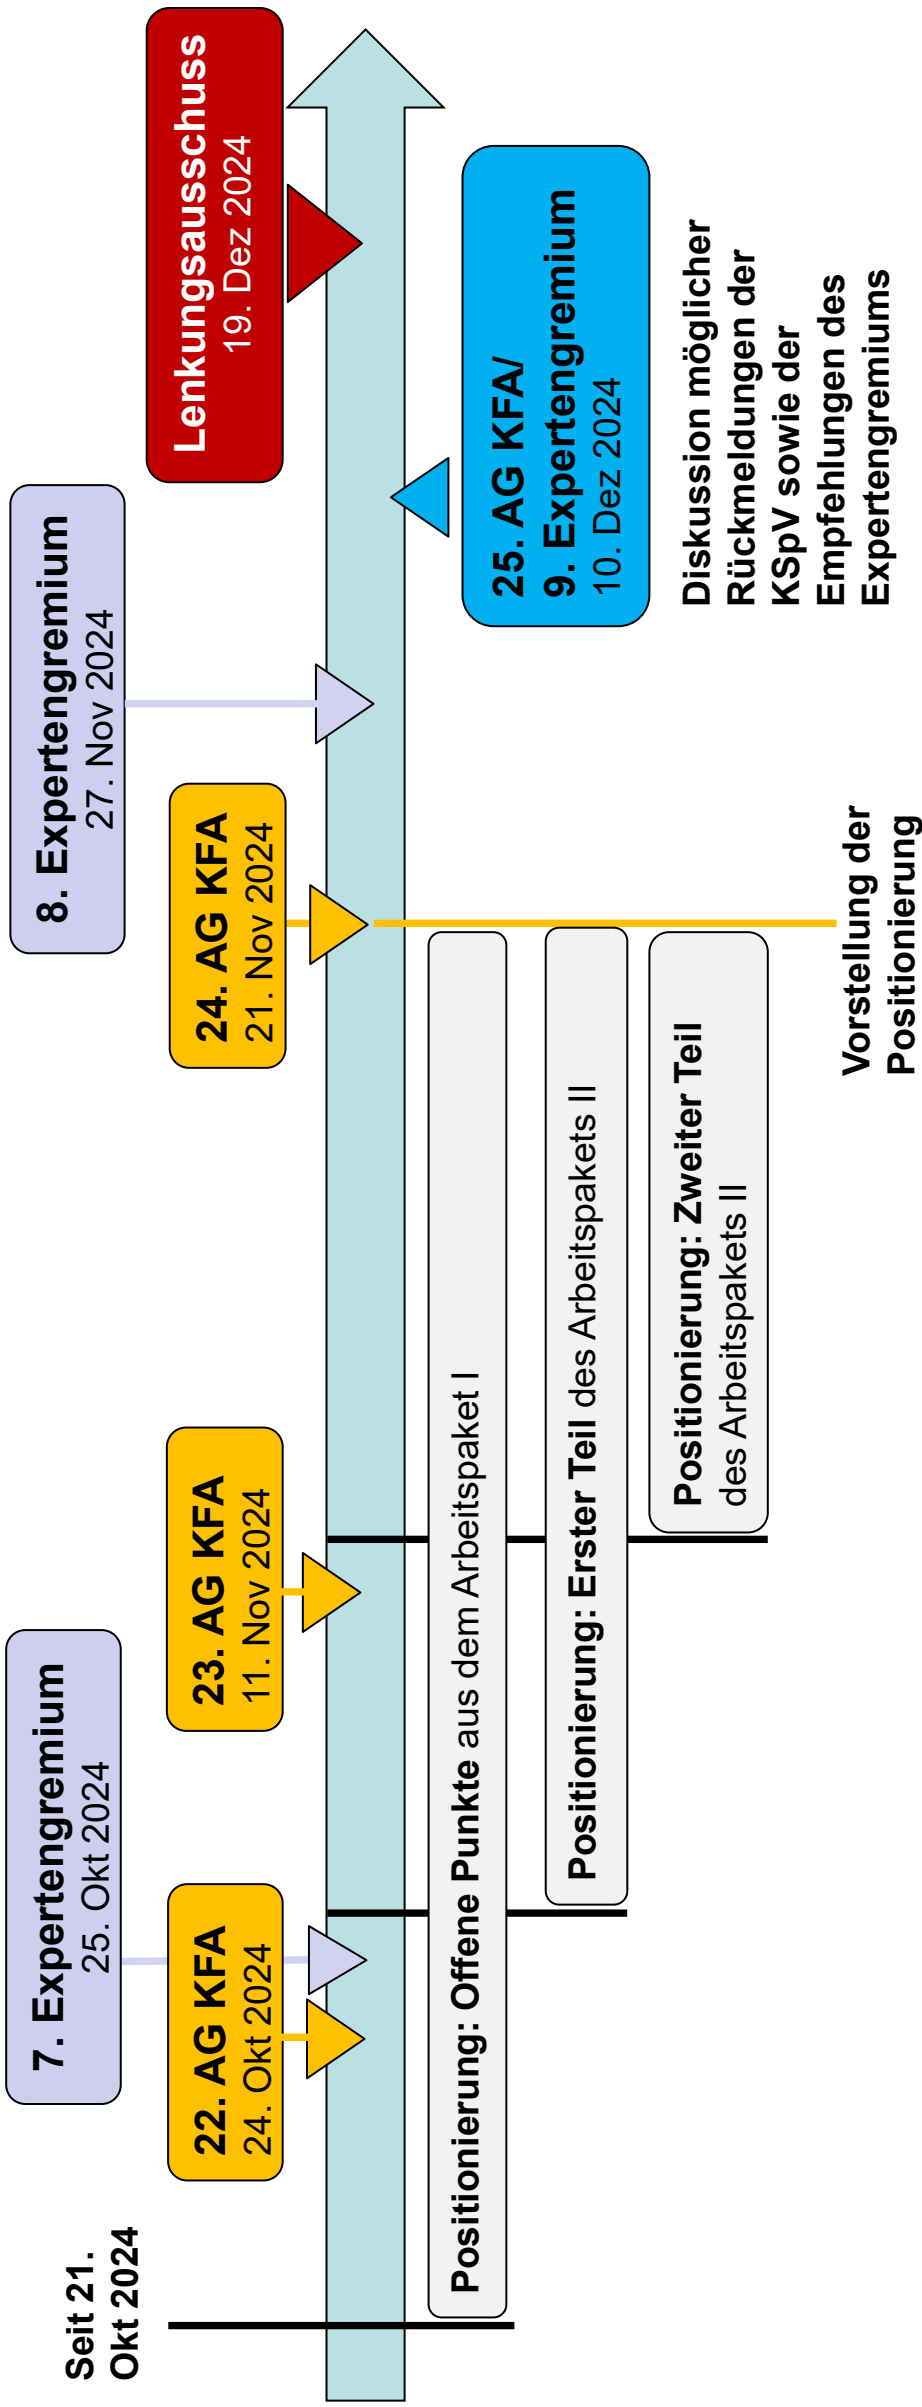 Seit 21.
Okt 2024
7. Expertengremium
25. Okt 2024
8. Expertengremium
27. Nov 2024
22. AG KFA
24. Okt 2024
23. AG KFA
11. Nov 2024
24. AG KFA
21. Nov 2024
Lenkungsausschuss
19. Dez 2024
Positionierung: Offene Punkte aus dem Arbeitspaket I
Positionierung: Erster Teil des Arbeitspakets II
Positionierung: Zweiter Teil
des Arbeitspakets II
Vorstellung der
Positionierung
25. AG KFA/
9. Expertengremium
10. Dez 2024
Diskussion möglicher
Rückmeldungen der
KSpV sowie der
Empfehlungen des
Expertengremiums